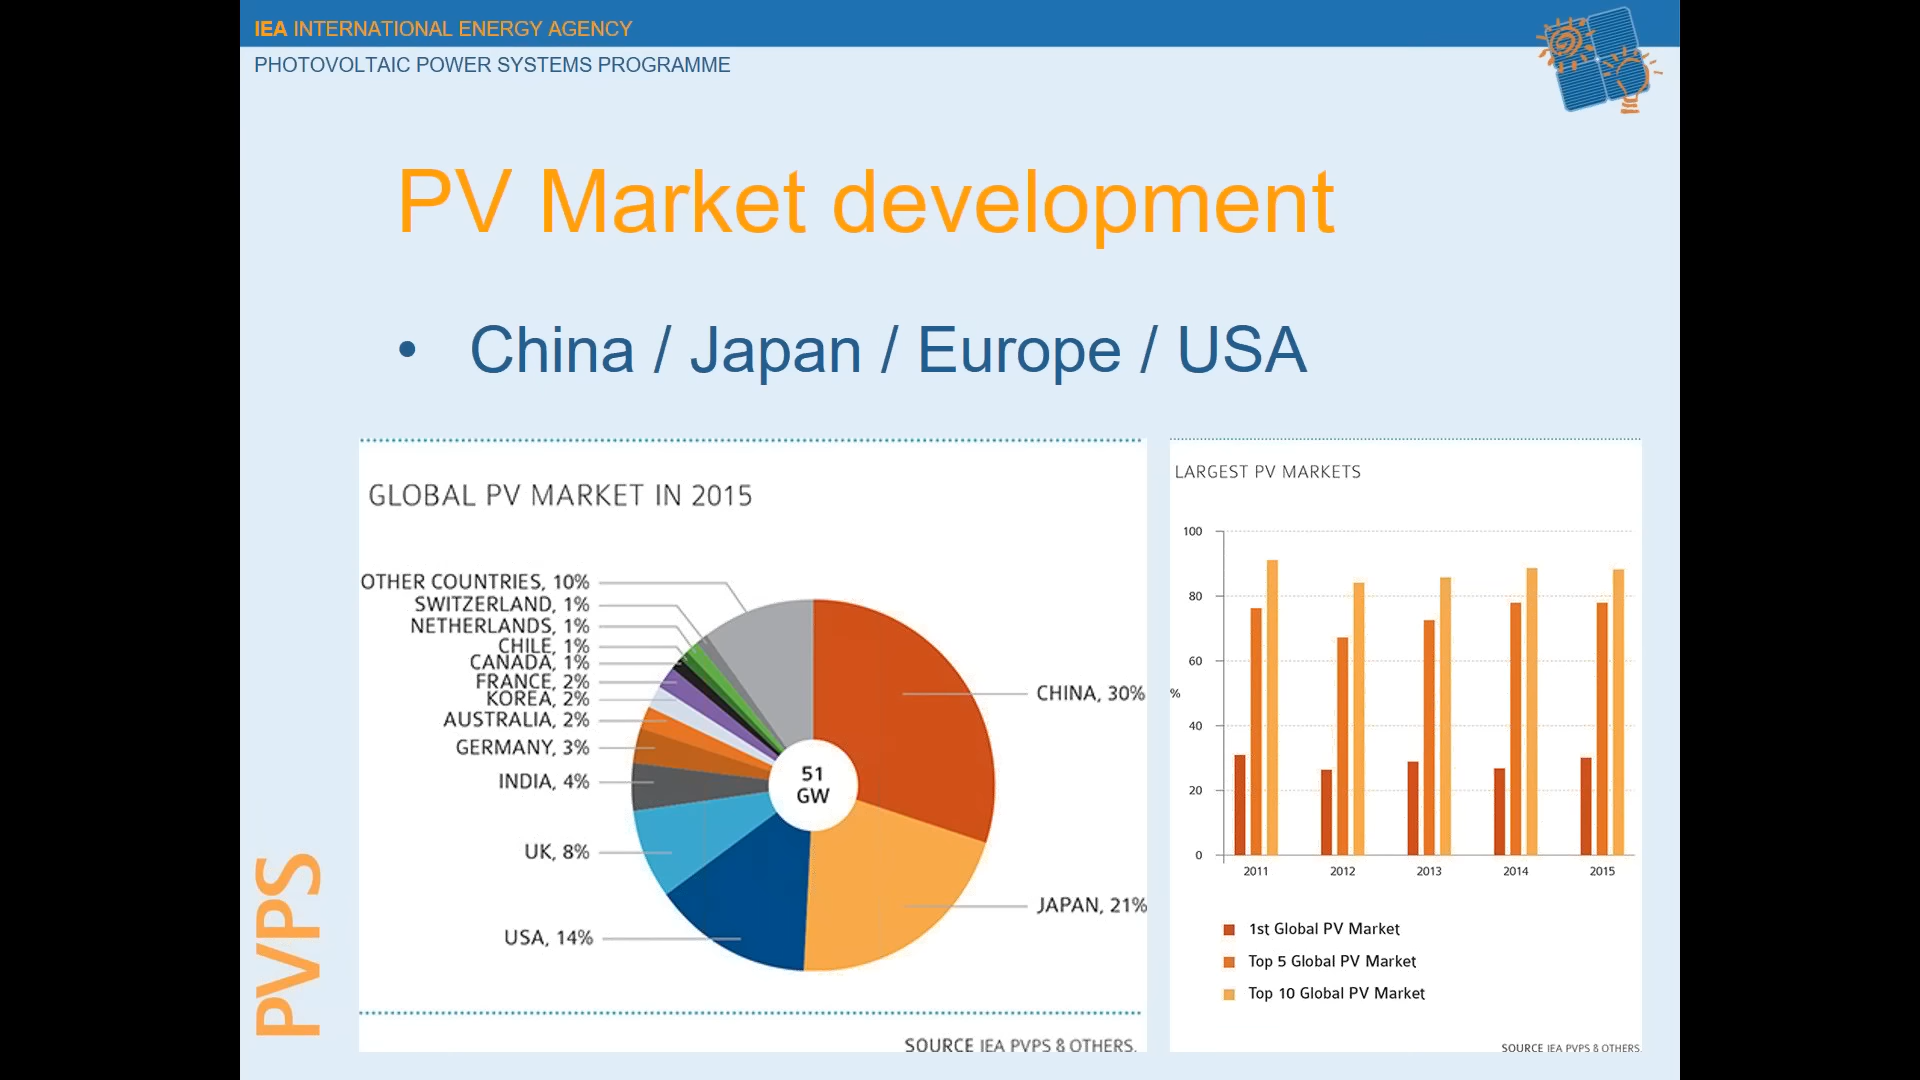 IEA INTERNATIONAL ENERGY AGENCY
PHOTOVOLTAIC POWER SYSTEMS PROGRAMME
PV Market development
• China / Japan / Europe / USA
GLOBAL PV MARKET IN 2015
OTHER COUNTRIES, 10%
SWITZERLAND, 1%
NETHERLANDS, 1%
CHILE, 1%
CANADA, 1%
FRANCE, 2%
KOREA, 2%
AUSTRALIA, 2%
GERMANY, 3%
INDIA, 4%
UK, 8%
USA, 14%
51
GW
CHINA, 30%
JAPAN, 21%
SOURCE IEA PVPS & OTHERS.
LARGEST PV MARKETS
100
80
60
%
40
20
0
2011 2012 2013 2014 2015
1st Global PV Market
Top 5 Global PV Market
Top 10 Global PV Market
SOURCE IEA PVPS & OTHERS
PVPS